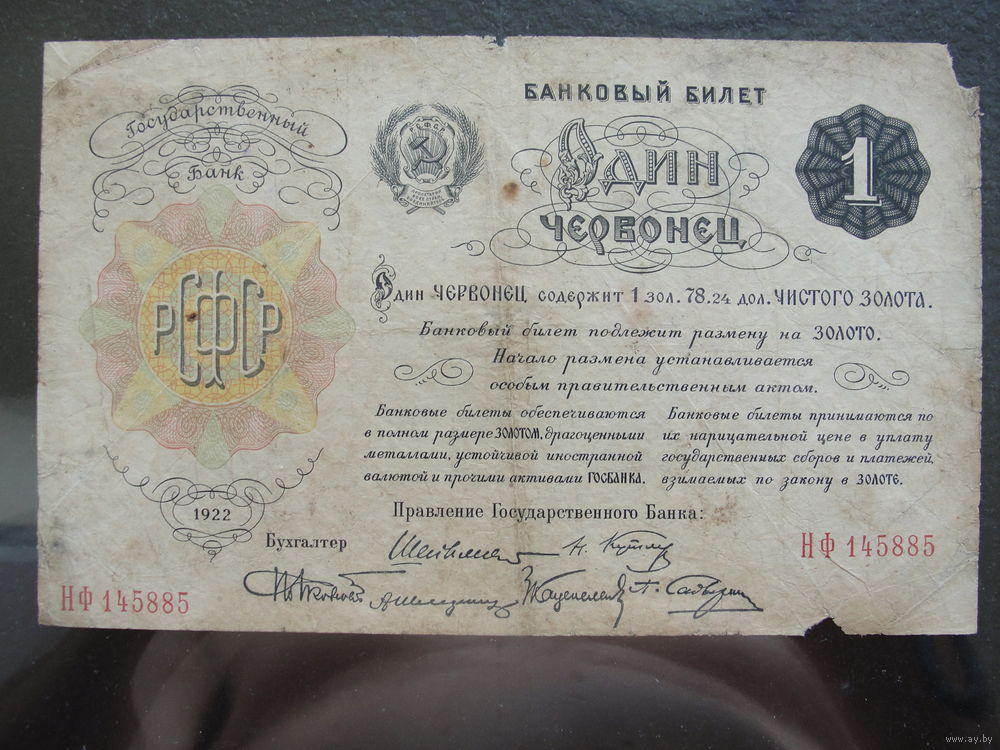 Государственный
Банк
РСФСР
1922
НФ 145885
Р.С.Ф.С.Р.
БАНКОВЫЙ БИЛЕТ
ОДИН
ЧЕРВОНЕЦ
1
Один ЧЕРВОНЕЦ содержит 1 зол. 78.24 дол. ЧИСТОГО ЗОЛОТА.
Банковый билет подлежит размену на ЗОЛОТО.
Начало размена устанавливается
особым правительственным актом.
Банковые билеты обеспечиваются
в полном размере ЗОЛОТОМ, драгоценными
металлами, устойчивой иностранной
валютой и прочими активами ГОСБАНКА.
Банковые билеты принимаются по
их нарицательной цене в уплату
государственных сборов и платежей,
взимаемых по закону в ЗОЛОТЕ.
Правление Государственного Банка:
Бухгалтер
НФ 145885
www.ay.by